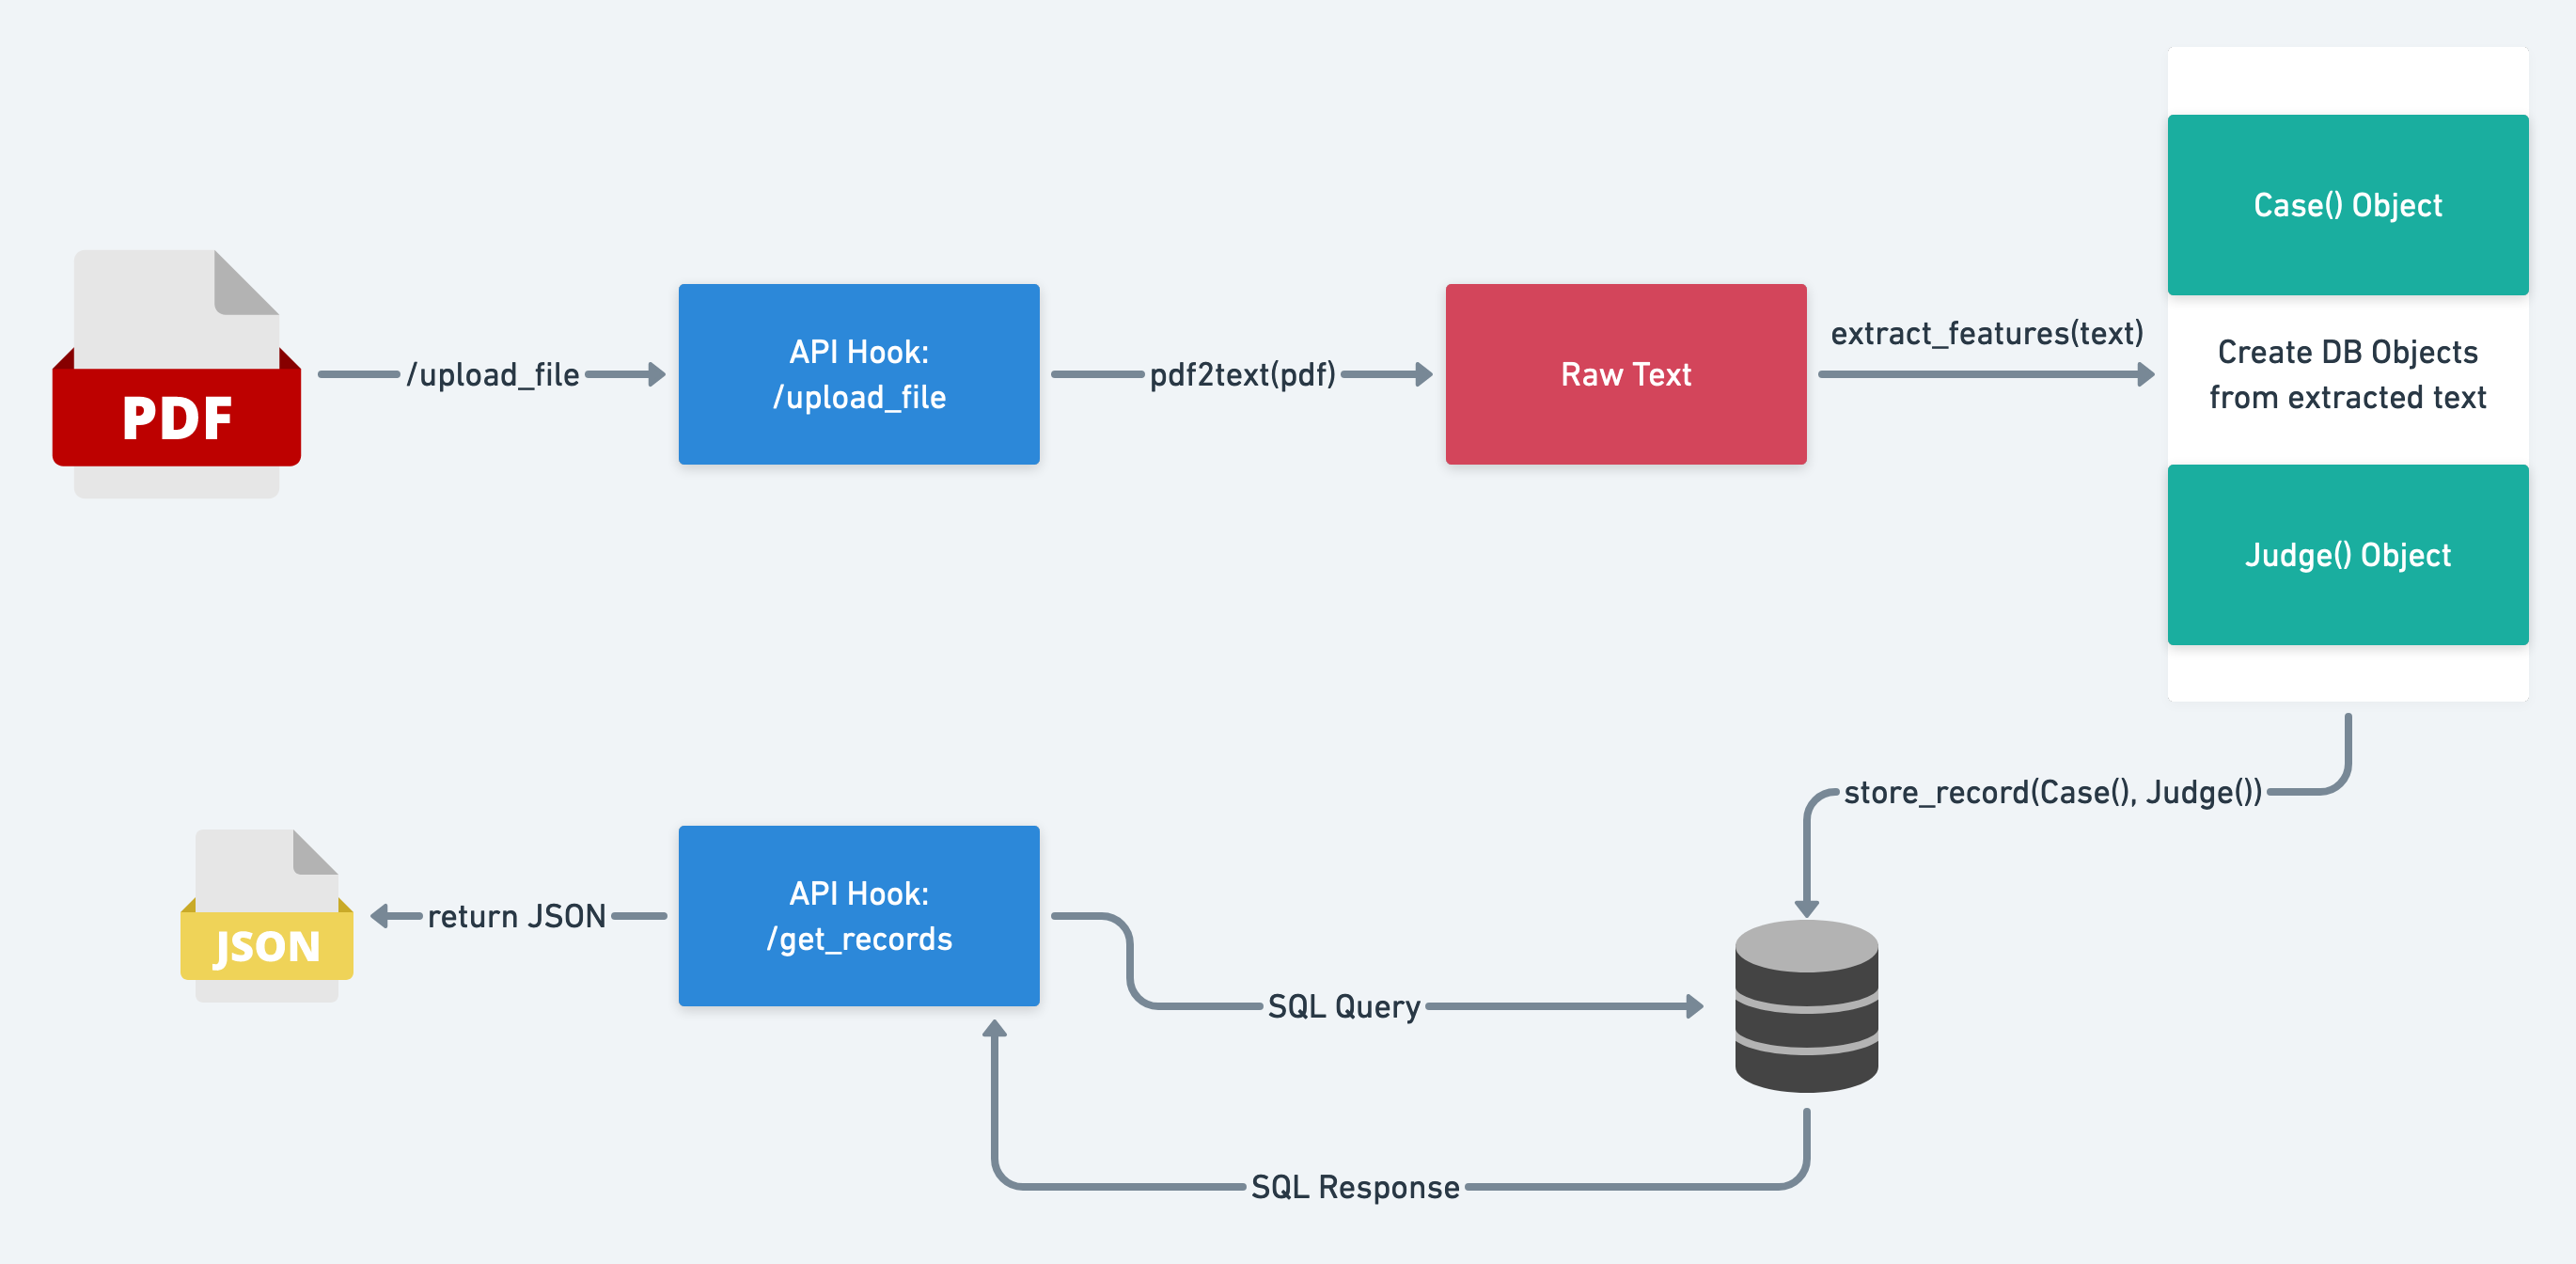 Case() Object
PDF
/upload_file
API Hook:
/upload_file
pdf2text(pdf)
Raw Text
extract_features(text)
Create DB Objects
from extracted text
Judge() Object
store_record(Case(), Judge())
JSON
return JSON
API Hook:
/get_records
SQL Query
SQL Response